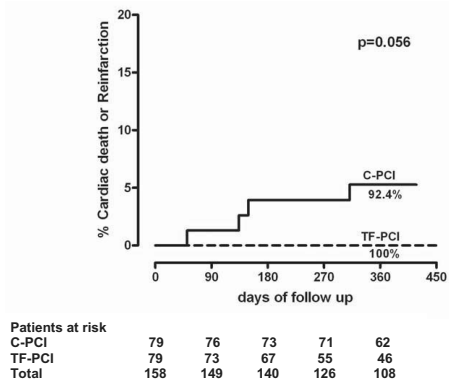 20
p=0.056
15
% Cardiac death or Reinfarction
10
C-PCI
5
92.4%
TF-PCI
0
100%
0 90 180 270 360 450
days of follow up
Patients at risk
C-PCI 79 76 73 71 62
TF-PCI 79 73 67 55 46
Total 158 149 140 126 108